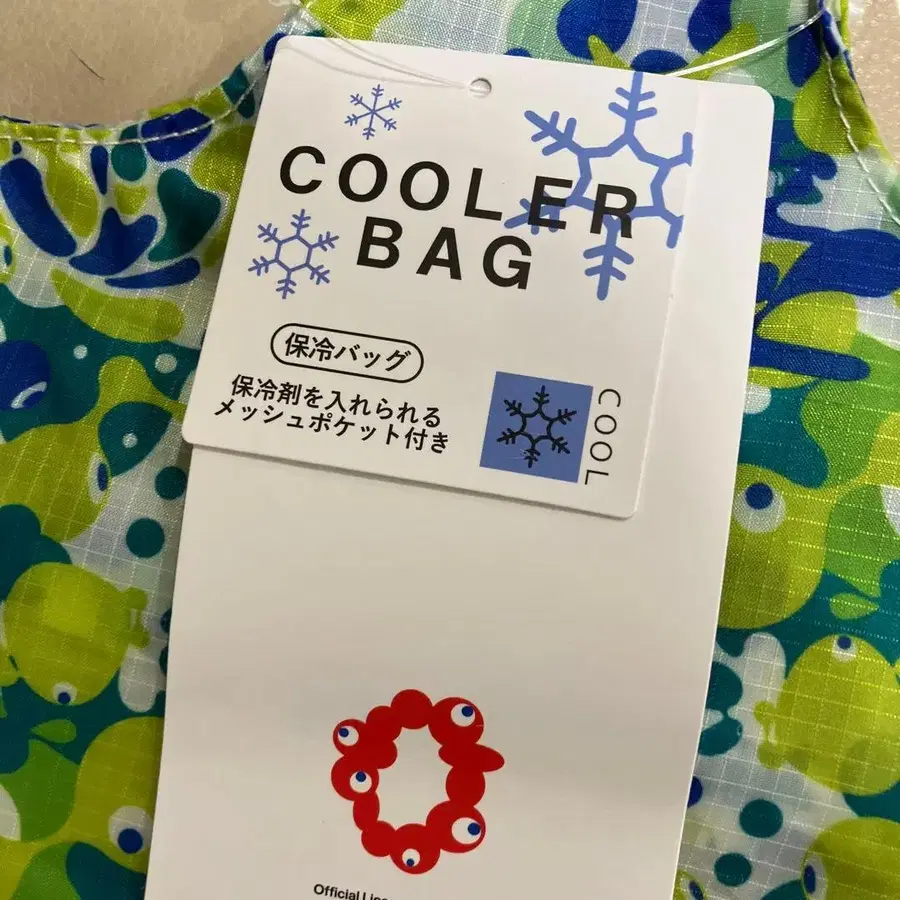 COOLER
BAG
保冷バッグ
保冷剤を入れられる
メッシュポケット付き
COOL
Official